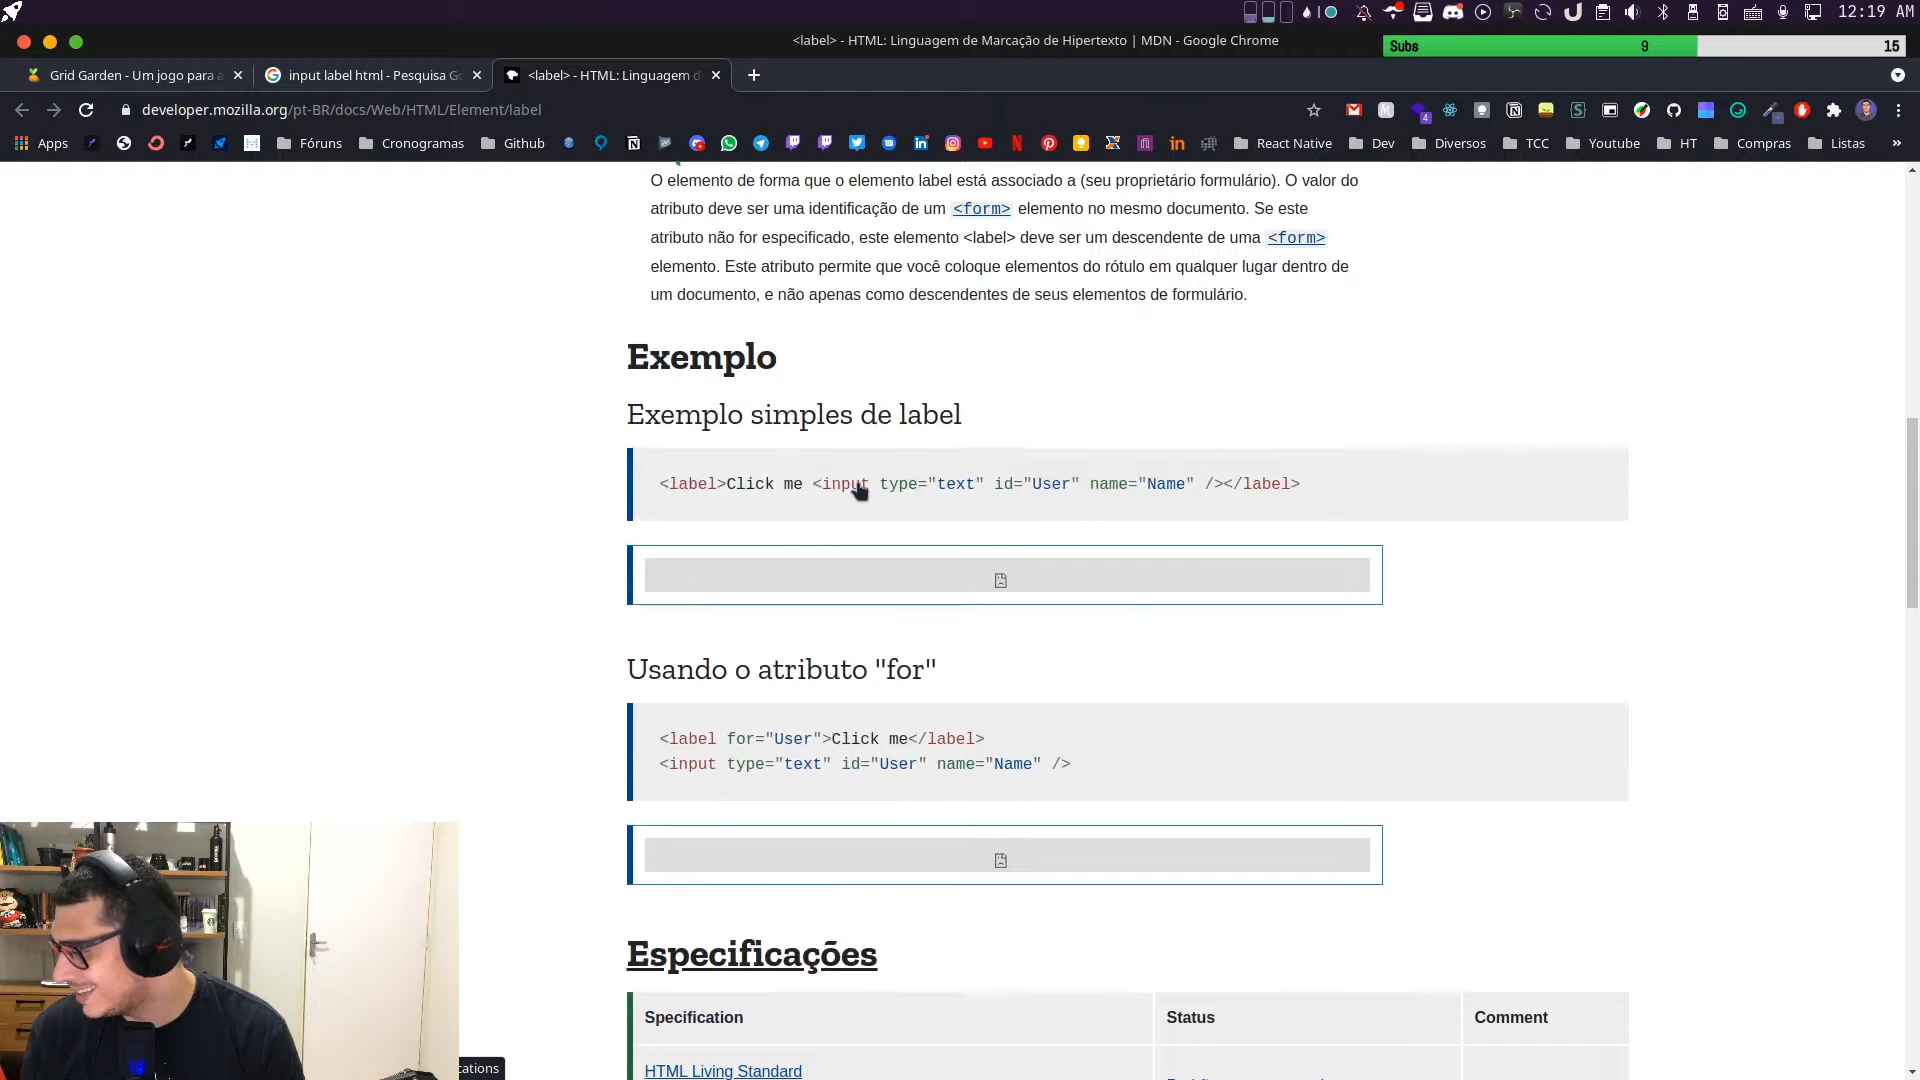 12:19 AM
<label> - HTML: Linguagem de Marcação de Hipertexto | MDN - Google Chrome
Subs 9 15
Grid Garden - Um jogo para a
input label html - Pesquisa Go
<label> - HTML: Linguagem d
developer.mozilla.org/pt-BR/docs/Web/HTML/Element/label
4
Apps
Fóruns
Cronogramas
Github
React Native
Dev
Diversos
TCC
Youtube
HT
Compras
Listas
»
O elemento de forma que o elemento label está associado a (seu proprietário formulário). O valor do
atributo deve ser uma identificação de um <form> elemento no mesmo documento. Se este
atributo não for especificado, este elemento <label> deve ser um descendente de uma <form>
elemento. Este atributo permite que você coloque elementos do rótulo em qualquer lugar dentro de
um documento, e não apenas como descendentes de seus elementos de formulário.
Exemplo
Exemplo simples de label
<label>Click me <input type="text" id="User" name="Name" /></label>
Usando o atributo "for"
<label for="User">Click me</label>
<input type="text" id="User" name="Name" />
Especificações
Specification Status Comment
HTML Living Standard
cations